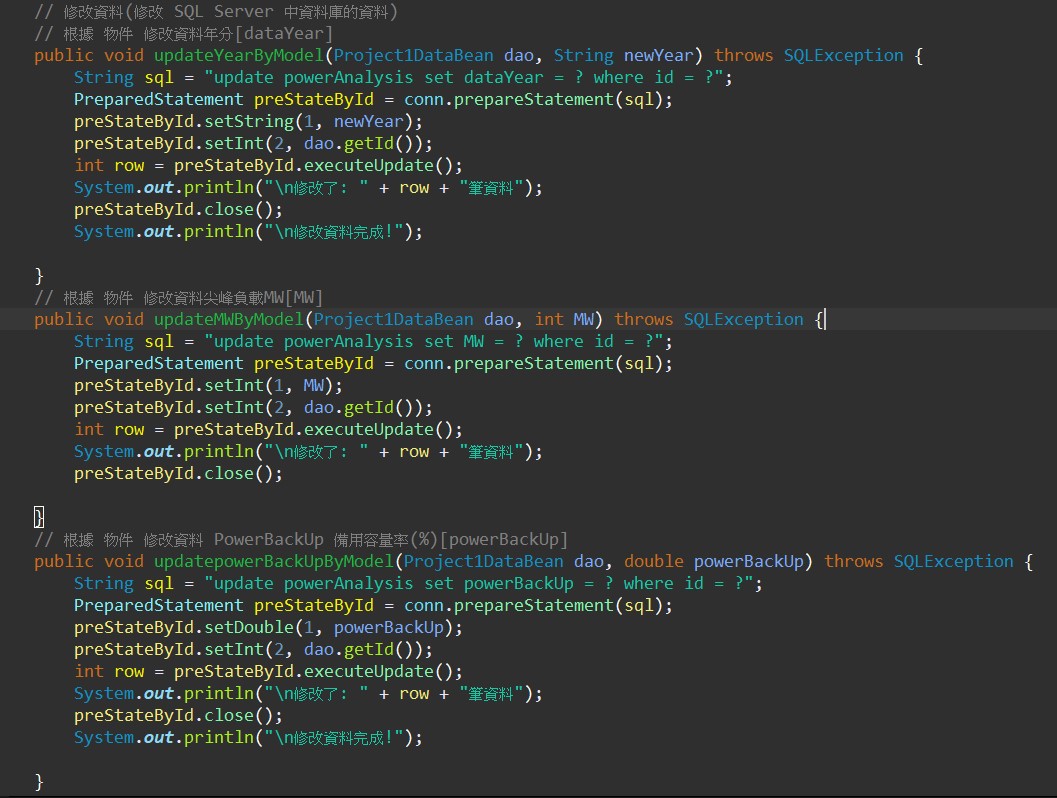 // 修改資料(修改 SQL Server 中資料庫的資料)
// 根據 物件 修改資料年分[dataYear]
public void updateYearByModel(Project1DataBean dao, String newYear) throws SQLException {
    String sql = "update powerAnalysis set dataYear = ? where id = ?";
    PreparedStatement preStateById = conn.prepareStatement(sql);
    preStateById.setString(1, newYear);
    preStateById.setInt(2, dao.getId());
    int row = preStateById.executeUpdate();
    System.out.println("\n修改了: " + row + "筆資料");
    preStateById.close();
    System.out.println("\n修改資料完成!");
}
// 根據 物件 修改資料尖峰負載MW[MW]
public void updateMWByModel(Project1DataBean dao, int MW) throws SQLException {
    String sql = "update powerAnalysis set MW = ? where id = ?";
    PreparedStatement preStateById = conn.prepareStatement(sql);
    preStateById.setInt(1, MW);
    preStateById.setInt(2, dao.getId());
    int row = preStateById.executeUpdate();
    System.out.println("\n修改了: " + row + "筆資料");
    preStateById.close();
}
// 根據 物件 修改資料 PowerBackUp 備用容量率(%)[powerBackUp]
public void updatepowerBackUpByModel(Project1DataBean dao, double powerBackUp) throws SQLException {
    String sql = "update powerAnalysis set powerBackUp = ? where id = ?";
    PreparedStatement preStateById = conn.prepareStatement(sql);
    preStateById.setDouble(1, powerBackUp);
    preStateById.setInt(2, dao.getId());
    int row = preStateById.executeUpdate();
    System.out.println("\n修改了: " + row + "筆資料");
    preStateById.close();
    System.out.println("\n修改資料完成!");
}